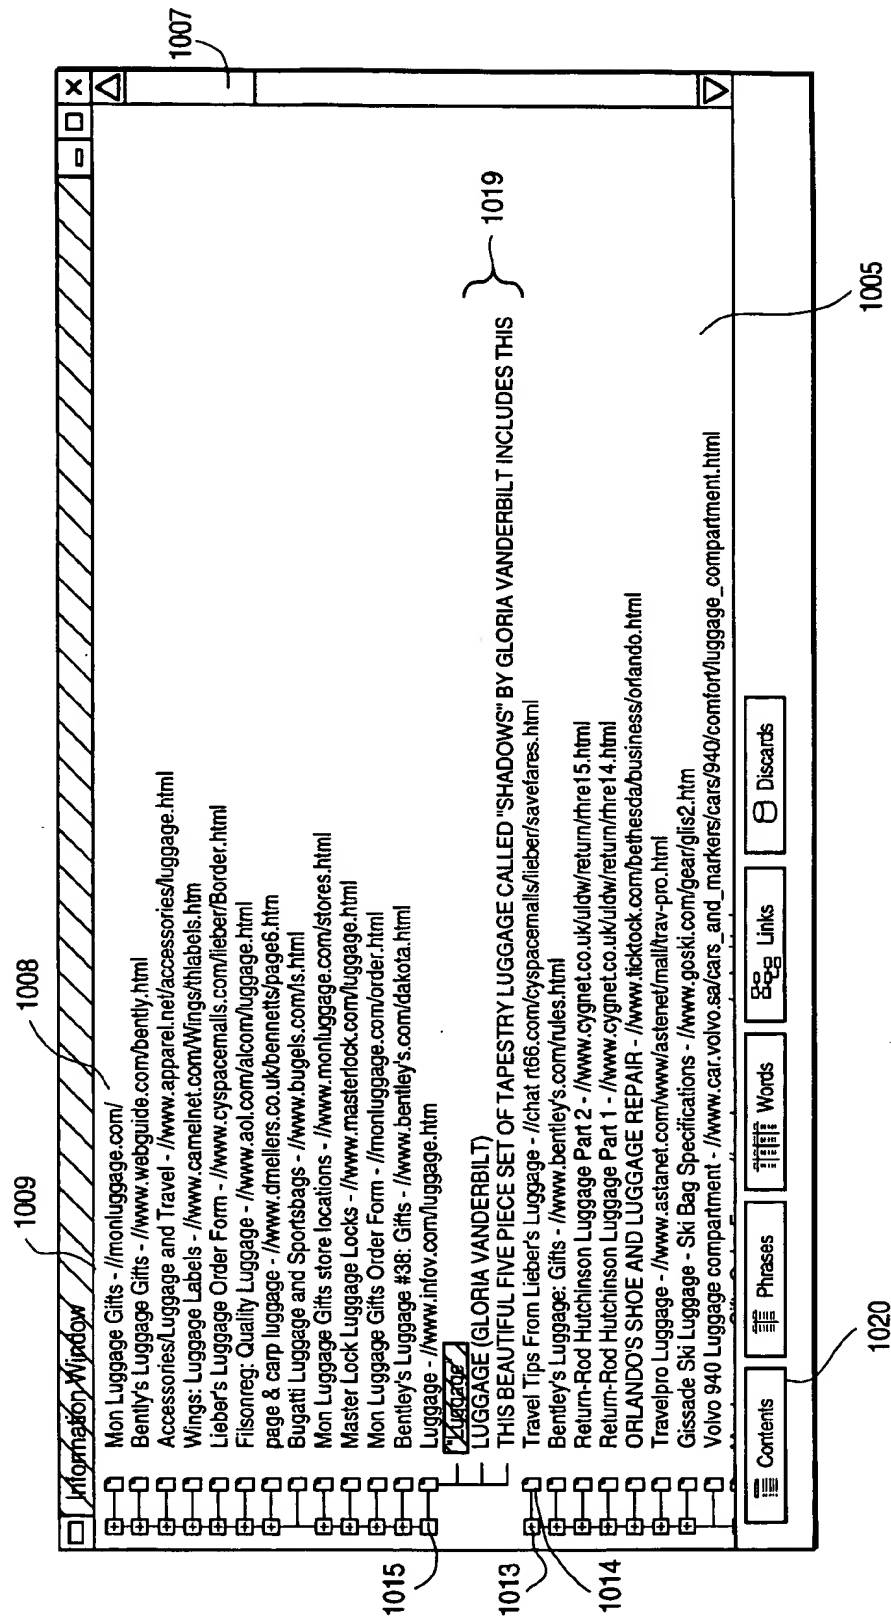 Information Window
Mon Luggage Gifts - //monluggage.com/
Bently's Luggage Gifts - //www.webguide.com/bently.html
Accessories/Luggage and Travel - //www.apparel.net/accessories/luggage.html
Wings: Luggage Labels - //www.camelnet.com/Wings/thlabels.htm
Lieber's Luggage Order Form - //www.cyspacemalls.com/lieber/Border.html
Filsonreg: Quality Luggage - //www.aol.com/alcom/luggage.html
page & carp luggage - //www.dmellers.co.uk/bennetts/page6.htm
Bugatti Luggage and Sportsbags - //www.bugels.com/ls.html
Mon Luggage Gifts store locations - //www.monluggage.com/stores.html
Master Lock Luggage Locks - //www.masterlock.com/luggage.html
Mon Luggage Gifts Order Form - //monluggage.com/order.html
Bentley's Luggage #38: Gifts - //www.bentley's.com/dakota.html
Luggage - //www.infov.com/luggage.htm
"Luggage"
LUGGAGE (GLORIA VANDERBILT)
THIS BEAUTIFUL FIVE PIECE SET OF TAPESTRY LUGGAGE CALLED "SHADOWS" BY GLORIA VANDERBILT INCLUDES THIS
Travel Tips From Lieber's Luggage - //chat rt66.com/cyspacemalls/lieber/savefares.html
Bentley's Luggage: Gifts - //www.bentley's.com/rules.html
Return-Rod Hutchinson Luggage Part 2 - //www.cygnet.co.uk/uldw/return/rhre15.html
Return-Rod Hutchinson Luggage Part 1 - //www.cygnet.co.uk/uldw/return/rhre14.html
ORLANDO'S SHOE AND LUGGAGE REPAIR - //www.ticktock.com/bethesda/business/orlando.html
Travelpro Luggage - //www.astanet.com/www/astenet/mall/trav-pro.html
Gissade Ski Luggage - Ski Bag Specifications - //www.goski.com/gear/glis2.htm
Volvo 940 Luggage compartment - //www.car.volvo.sa/cars_and_markers/cars/940/comfort/luggage_compartment.html
Contents Phrases Words Links Discards
1009
1008
1007
1019
1015
1013
1014
1005
1020